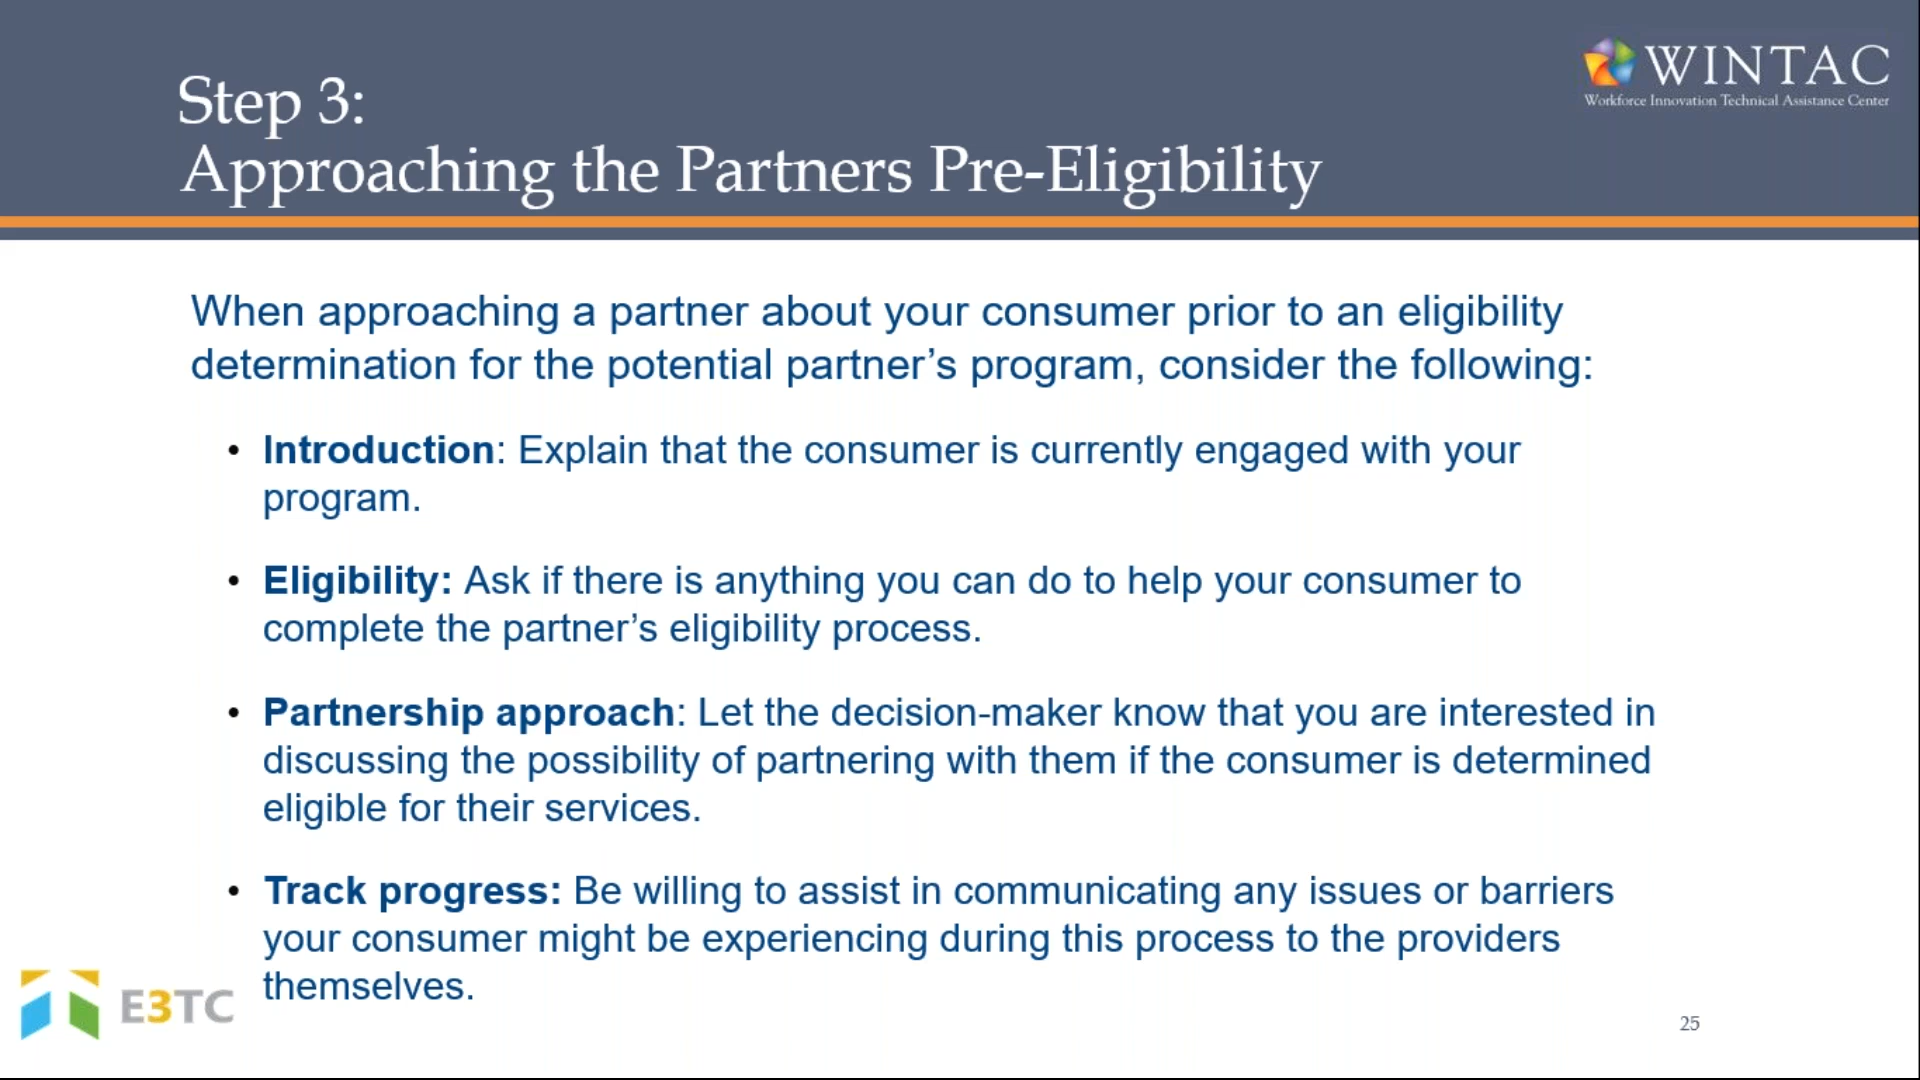 Step 3:
Approaching the Partners Pre-Eligibility
WINTAC
Workforce Innovation Technical Assistance Center
When approaching a partner about your consumer prior to an eligibility
determination for the potential partner’s program, consider the following:
• Introduction: Explain that the consumer is currently engaged with your
program.
• Eligibility: Ask if there is anything you can do to help your consumer to
complete the partner’s eligibility process.
• Partnership approach: Let the decision-maker know that you are interested in
discussing the possibility of partnering with them if the consumer is determined
eligible for their services.
• Track progress: Be willing to assist in communicating any issues or barriers
your consumer might be experiencing during this process to the providers
themselves.
E3TC
25